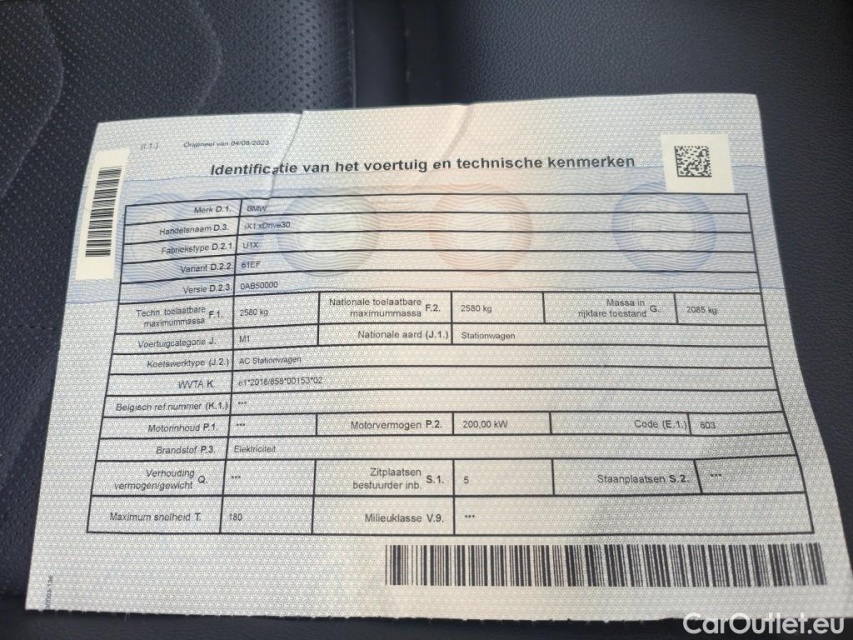 (I.1.) Origineel van 04/08/2023
Identificatie van het voertuig en technische kenmerken
Merk D.1. BMW
Handelsnaam D.3. iX1 xDrive30
Fabriekstype D.2.1 U1X
Variant D.2.2 61EF
Versie D.2.3 0AB50000
Techn. toelaatbare maximummassa F.1. 2580 kg Nationale toelaatbare maximummassa F.2. 2580 kg Massa in rijklare toestand G. 2085 kg
Voertuigcategorie J. M1 Nationale aard (J.1.) Stationwagen
Koetswerktype (J.2.) AC Stationwagen
WVTA K. e1*2018/858*00153*02
Belgisch ref.nummer (K.1.) ***
Motorinhoud P.1. *** Motorvermogen P.2. 200,00 kW Code (E.1.) 803
Brandstof P.3. Elektriciteit
Verhouding vermogen/gewicht Q. *** Zitplaatsen bestuurder inb. S.1. 5 Staanplaatsen S.2. ***
Maximum snelheid T. 180 Milieuklasse V.9. ***
CarOutlet.eu